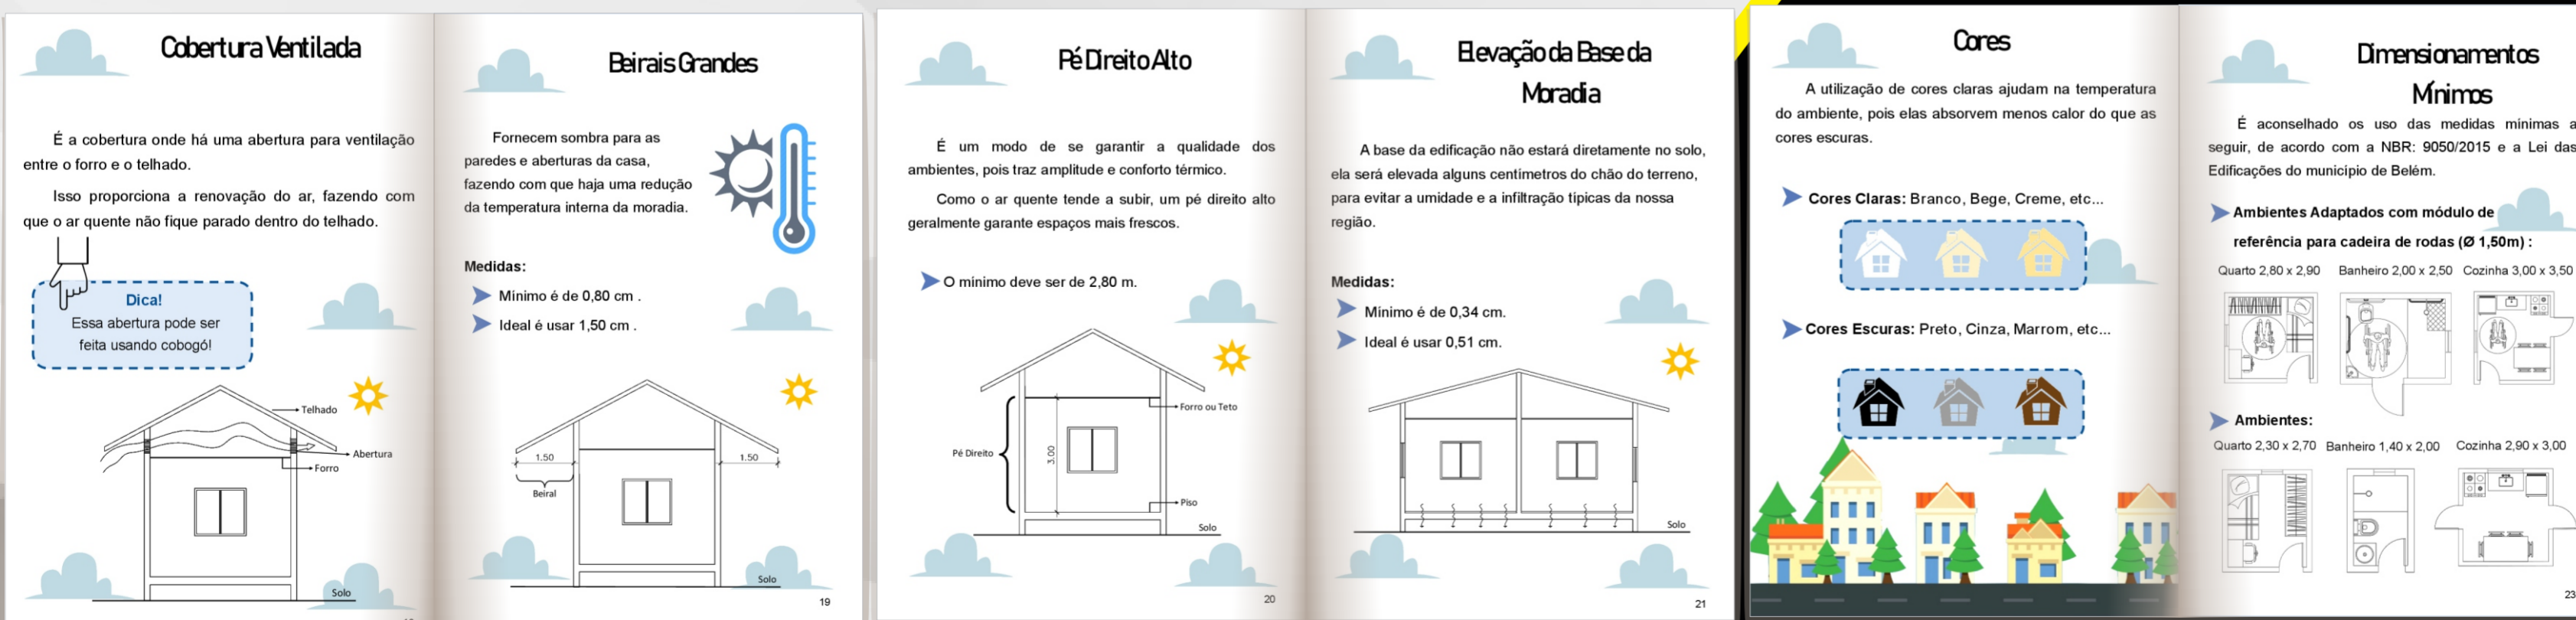 Cobertura Ventilada
É a cobertura onde há uma abertura para ventilação
entre o forro e o telhado.
Isso proporciona a renovação do ar, fazendo com
que o ar quente não fique parado dentro do telhado.
Dica!
Essa abertura pode ser
feita usando cobogó!
Telhado
Abertura
Forro
Solo
Beirais Grandes
Fornecem sombra para as
paredes e aberturas da casa,
fazendo com que haja uma redução
da temperatura interna da moradia.
Medidas:
Mínimo é de 0,80 cm .
Ideal é usar 1,50 cm .
1.50
1.50
Beiral
Solo
19
Pé Direito Alto
É um modo de se garantir a qualidade dos
ambientes, pois traz amplitude e conforto térmico.
Como o ar quente tende a subir, um pé direito alto
geralmente garante espaços mais frescos.
O mínimo deve ser de 2,80 m.
Forro ou Teto
Pé Direito
3.00
Piso
Solo
20
Elevação da Base da
Moradia
A base da edificação não estará diretamente no solo,
ela será elevada alguns centímetros do chão do terreno,
para evitar a umidade e a infiltração típicas da nossa
região.
Medidas:
Mínimo é de 0,34 cm.
Ideal é usar 0,51 cm.
Solo
21
Cores
A utilização de cores claras ajudam na temperatura
do ambiente, pois elas absorvem menos calor do que as
cores escuras.
Cores Claras: Branco, Bege, Creme, etc...
Cores Escuras: Preto, Cinza, Marrom, etc...
Dimensionamentos
Mínimos
É aconselhado os uso das medidas mínimas a
seguir, de acordo com a NBR: 9050/2015 e a Lei das
Edificações do município de Belém.
Ambientes Adaptados com módulo de
referência para cadeira de rodas (Ø 1,50m) :
Quarto 2,80 x 2,90 Banheiro 2,00 x 2,50 Cozinha 3,00 x 3,50
Ambientes:
Quarto 2,30 x 2,70 Banheiro 1,40 x 2,00 Cozinha 2,90 x 3,00
23